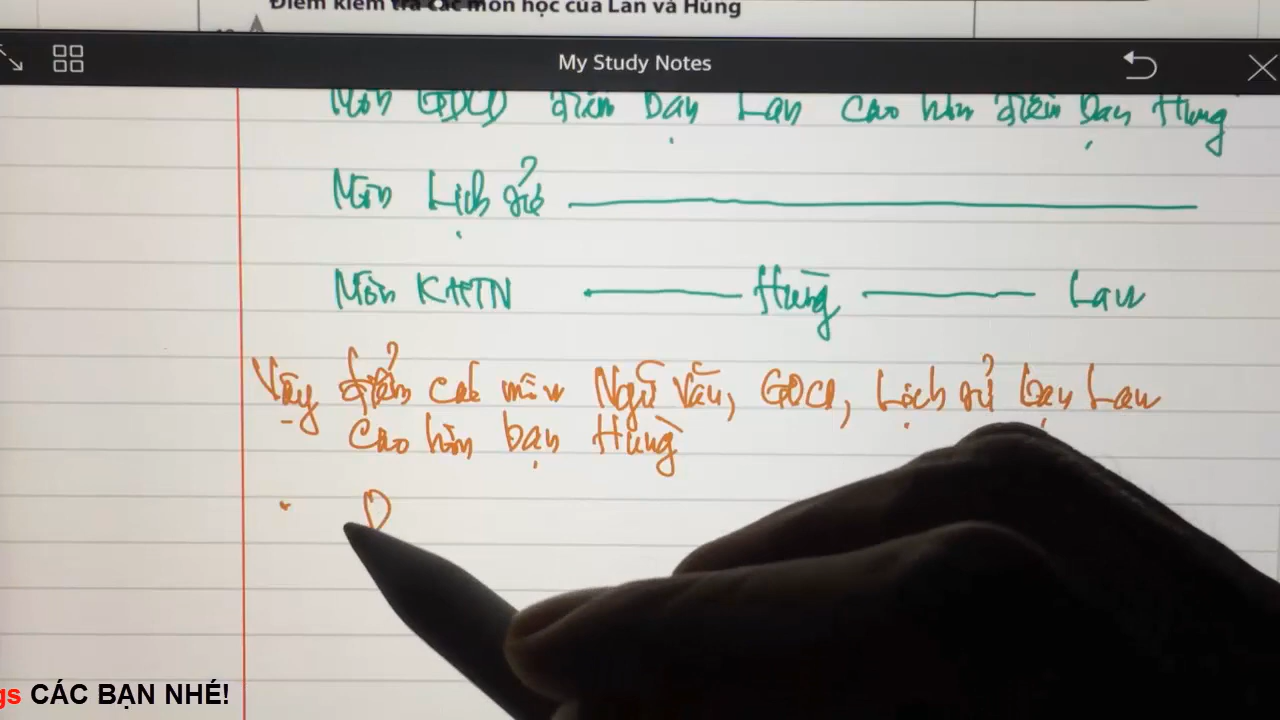 Điểm kiểm tra các môn học của Lan và Hùng
My Study Notes
Môn GDCD điểm bạn Lan cao hơn điểm bạn Hùng
Môn Lịch sử
Môn KHTN Hùng Lan
Vậy điểm các môn Ngữ Văn, GDCD, Lịch sử bạn Lan
cao hơn bạn Hùng
gs CÁC BẠN NHÉ!